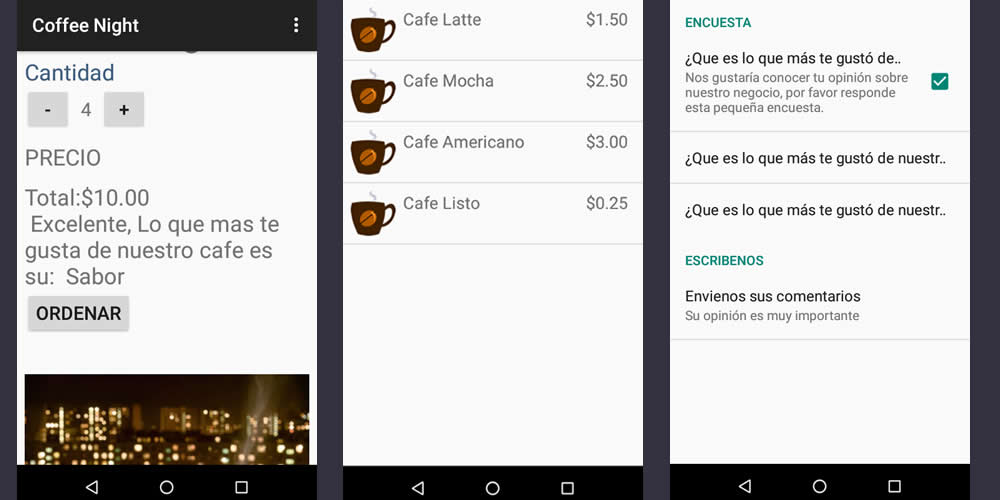 Coffee Night
Cantidad
- 4 +
PRECIO
Total:$10.00
Excelente, Lo que mas te
gusta de nuestro cafe es
su: Sabor
ORDENAR
Cafe Latte $1.50
Cafe Mocha $2.50
Cafe Americano $3.00
Cafe Listo $0.25
ENCUESTA
¿Que es lo que más te gustó de..
Nos gustaría conocer tu opinión sobre
nuestro negocio, por favor responde
esta pequeña encuesta.
¿Que es lo que más te gustó de nuestr..
¿Que es lo que más te gustó de nuestr..
ESCRIBENOS
Envienos sus comentarios
Su opinión es muy importante